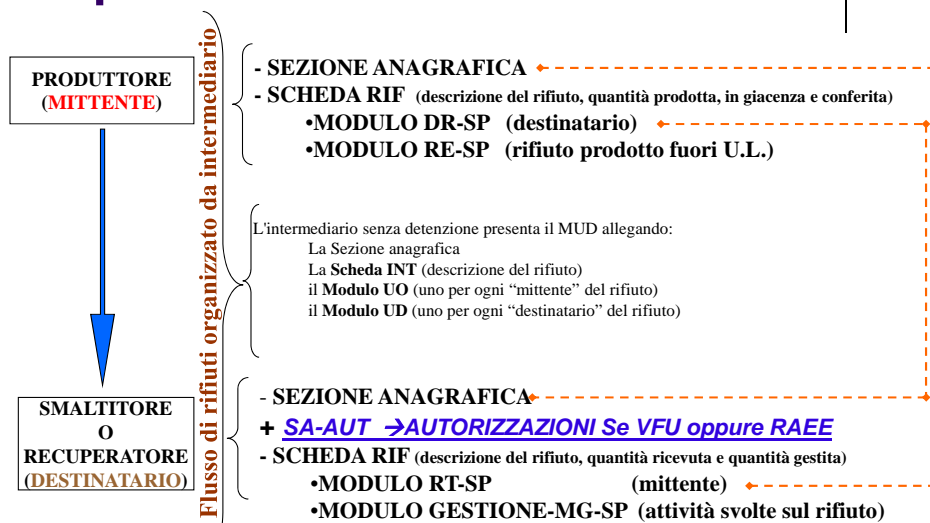 PRODUTTORE
(MITTENTE)
Flusso di rifiuti organizzato da intermediario
- SEZIONE ANAGRAFICA
- SCHEDA RIF (descrizione del rifiuto, quantità prodotta, in giacenza e conferita)
•MODULO DR-SP (destinatario)
•MODULO RE-SP (rifiuto prodotto fuori U.L.)
L'intermediario senza detenzione presenta il MUD allegando:
La Sezione anagrafica
La Scheda INT (descrizione del rifiuto)
il Modulo UO (uno per ogni “mittente” del rifiuto)
il Modulo UD (uno per ogni “destinatario” del rifiuto)
SMALTITORE
O
RECUPERATORE
(DESTINATARIO)
- SEZIONE ANAGRAFICA
+ SA-AUT →AUTORIZZAZIONI Se VFU oppure RAEE
- SCHEDA RIF (descrizione del rifiuto, quantità ricevuta e quantità gestita)
•MODULO RT-SP (mittente)
•MODULO GESTIONE-MG-SP (attività svolte sul rifiuto)